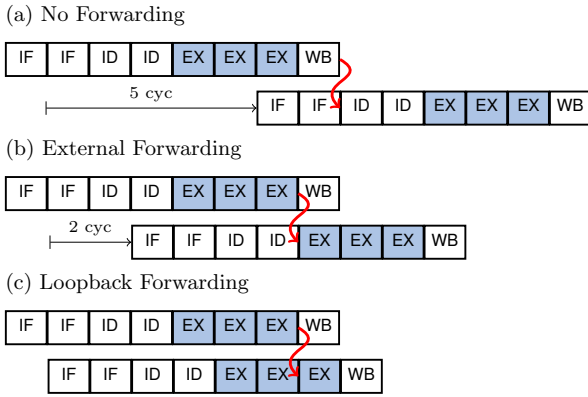 (a) No Forwarding
IF IF ID ID EX EX EX WB
5 cyc
IF IF ID ID EX EX EX WB
(b) External Forwarding
IF IF ID ID EX EX EX WB
2 cyc
IF IF ID ID EX EX EX WB
(c) Loopback Forwarding
IF IF ID ID EX EX EX WB
IF IF ID ID EX EX EX WB